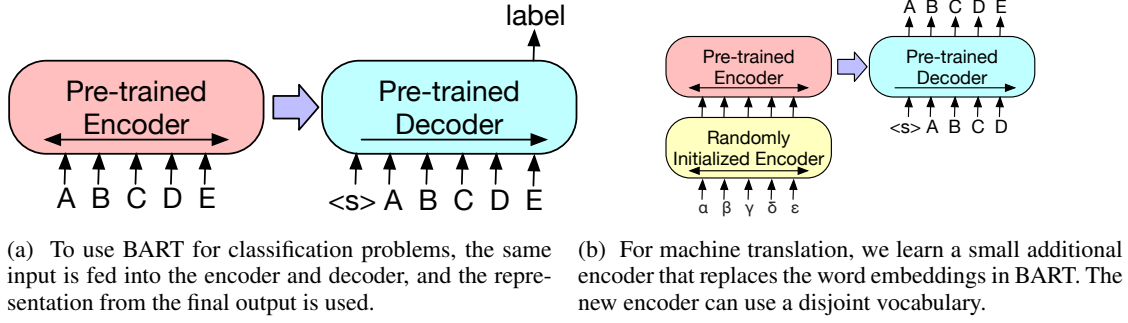 label
Pre-trained
Encoder
Pre-trained
Decoder
A B C D E
<s> A B C D E
(a) To use BART for classification problems, the same
input is fed into the encoder and decoder, and the repre-
sentation from the final output is used.
A B C D E
Pre-trained
Encoder
Pre-trained
Decoder
<s> A B C D
Randomly
Initialized Encoder
α β γ δ ε
(b) For machine translation, we learn a small additional
encoder that replaces the word embeddings in BART. The
new encoder can use a disjoint vocabulary.